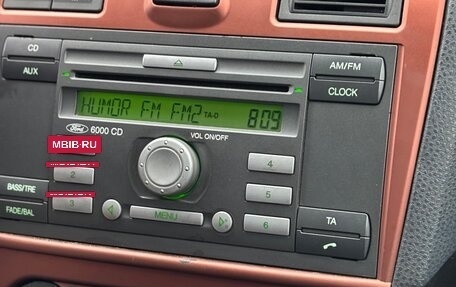 CD
AUX
AM/FM
CLOCK
HUMOR FM FM2 TA-D 809
Ford 6000 CD
VOL ON/OFF
MBIB.RU
2
3
4
5
6
BASS/TRE
FADE/BAL
MENU
TA